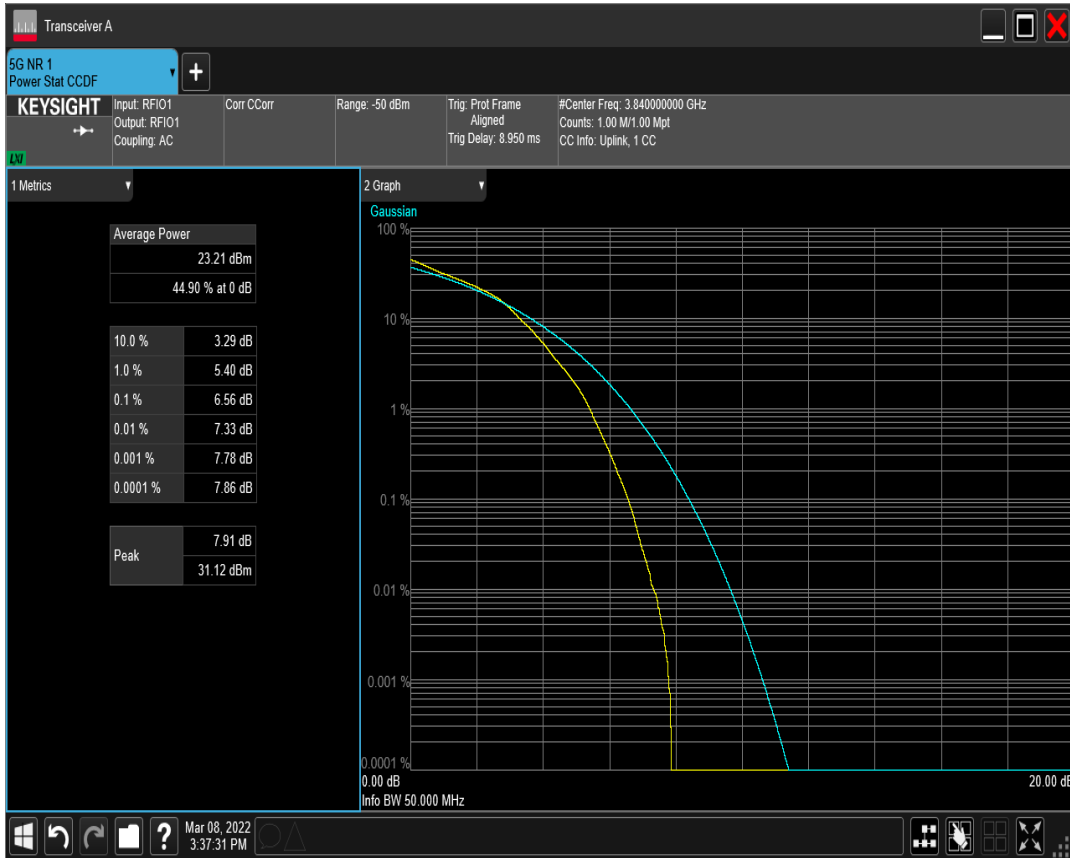 Transceiver A
5G NR 1
Power Stat CCDF
+
KEYSIGHT
LXI
Input: RFIO1
Output: RFIO1
Coupling: AC
Corr CCorr
Range: -50 dBm
Trig: Prot Frame
Aligned
Trig Delay: 8.950 ms
#Center Freq: 3.840000000 GHz
Counts: 1.00 M/1.00 Mpt
CC Info: Uplink, 1 CC
1 Metrics
Average Power
23.21 dBm
44.90 % at 0 dB
10.0 % 3.29 dB
1.0 % 5.40 dB
0.1 % 6.56 dB
0.01 % 7.33 dB
0.001 % 7.78 dB
0.0001 % 7.86 dB
Peak
7.91 dB
31.12 dBm
2 Graph
Gaussian
100 %
10 %
1 %
0.1 %
0.01 %
0.001 %
0.0001 %
0.00 dB
20.00 dB
Info BW 50.000 MHz
?
Mar 08, 2022
3:37:31 PM